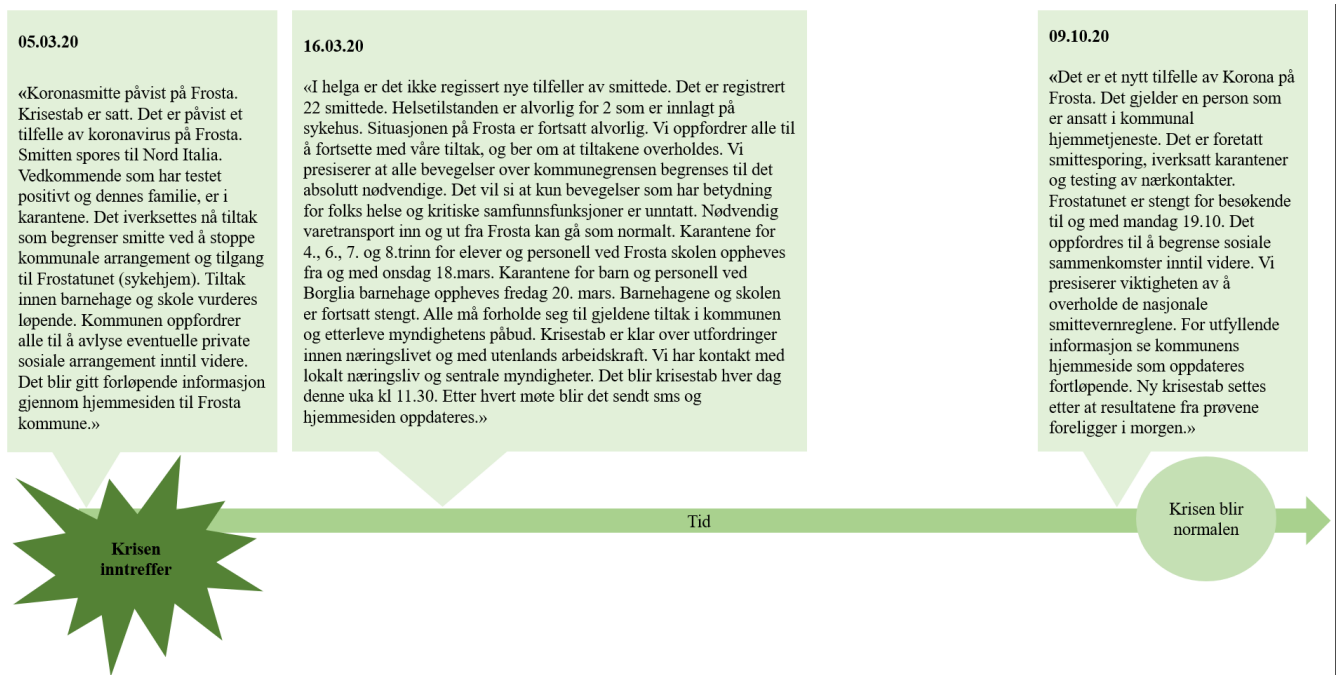 05.03.20
«Koronasmitte påvist på Frosta.
Krisestab er satt. Det er påvist et
tilfelle av koronavirus på Frosta.
Smitten spores til Nord Italia.
Vedkommende som har testet
positivt og dennes familie, er i
karantene. Det iverksettes nå tiltak
som begrenser smitte ved å stoppe
kommunale arrangement og tilgang
til Frostatunet (sykehjem). Tiltak
innen barnehage og skole vurderes
løpende. Kommunen oppfordrer
alle til å avlyse eventuelle private
sosiale arrangement inntil videre.
Det blir gitt forløpende informasjon
gjennom hjemmesiden til Frosta
kommune.»
16.03.20
«I helga er det ikke regissert nye tilfeller av smittede. Det er registrert
22 smittede. Helsetilstanden er alvorlig for 2 som er innlagt på
sykehus. Situasjonen på Frosta er fortsatt alvorlig. Vi oppfordrer alle til
å fortsette med våre tiltak, og ber om at tiltakene overholdes. Vi
presiserer at alle bevegelser over kommunegrensen begrenses til det
absolutt nødvendige. Det vil si at kun bevegelser som har betydning
for folks helse og kritiske samfunnsfunksjoner er unntatt. Nødvendig
varetransport inn og ut fra Frosta kan gå som normalt. Karantene for
4., 6., 7. og 8.trinn for elever og personell ved Frosta skolen oppheves
fra og med onsdag 18.mars. Karantene for barn og personell ved
Borglia barnehage oppheves fredag 20. mars. Barnehagene og skolen
er fortsatt stengt. Alle må forholde seg til gjeldene tiltak i kommunen
og etterleve myndighetens påbud. Krisestab er klar over utfordringer
innen næringslivet og med utenlands arbeidskraft. Vi har kontakt med
lokalt næringsliv og sentrale myndigheter. Det blir krisestab hver dag
denne uka kl 11.30. Etter hvert møte blir det sendt sms og
hjemmesiden oppdateres.»
09.10.20
«Det er et nytt tilfelle av Korona på
Frosta. Det gjelder en person som
er ansatt i kommunal
hjemmetjeneste. Det er foretatt
smittesporing, iverksatt karantener
og testing av nærkontakter.
Frostatunet er stengt for besøkende
til og med mandag 19.10. Det
oppfordres til å begrense sosiale
sammenkomster inntil videre. Vi
presiserer viktigheten av å
overholde de nasjonale
smittevernreglene. For utfyllende
informasjon se kommunens
hjemmeside som oppdateres
fortløpende. Ny krisestab settes
etter at resultatene fra prøvene
foreligger i morgen.»
Krisen
inntreffer
Tid
Krisen blir
normalen